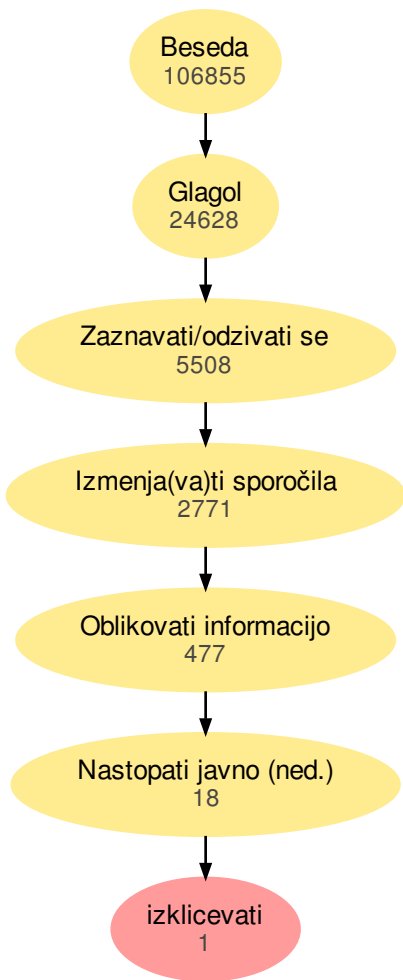 Beseda
106855
Glagol
24628
Zaznavati/odzivati se
5508
Izmenja(va)ti sporočila
2771
Oblikovati informacijo
477
Nastopati javno (ned.)
18
izklicevati
1